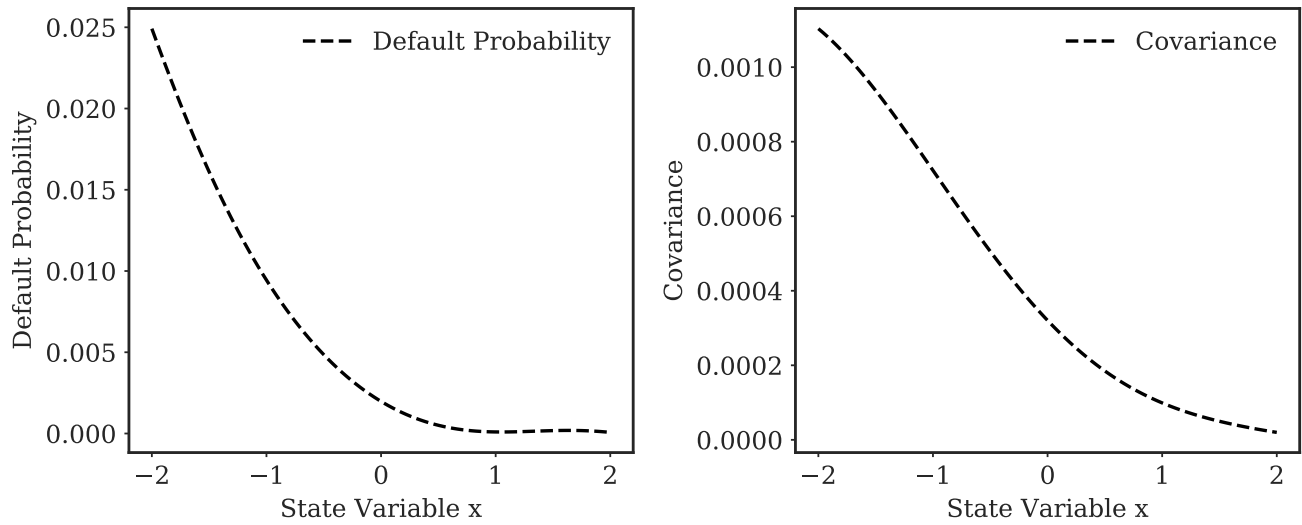 0.025
0.020
0.015
0.010
0.005
0.000
Default Probability
Default Probability
−2 −1 0 1 2
State Variable x
0.0010
0.0008
0.0006
0.0004
0.0002
0.0000
Covariance
Covariance
−2 −1 0 1 2
State Variable x